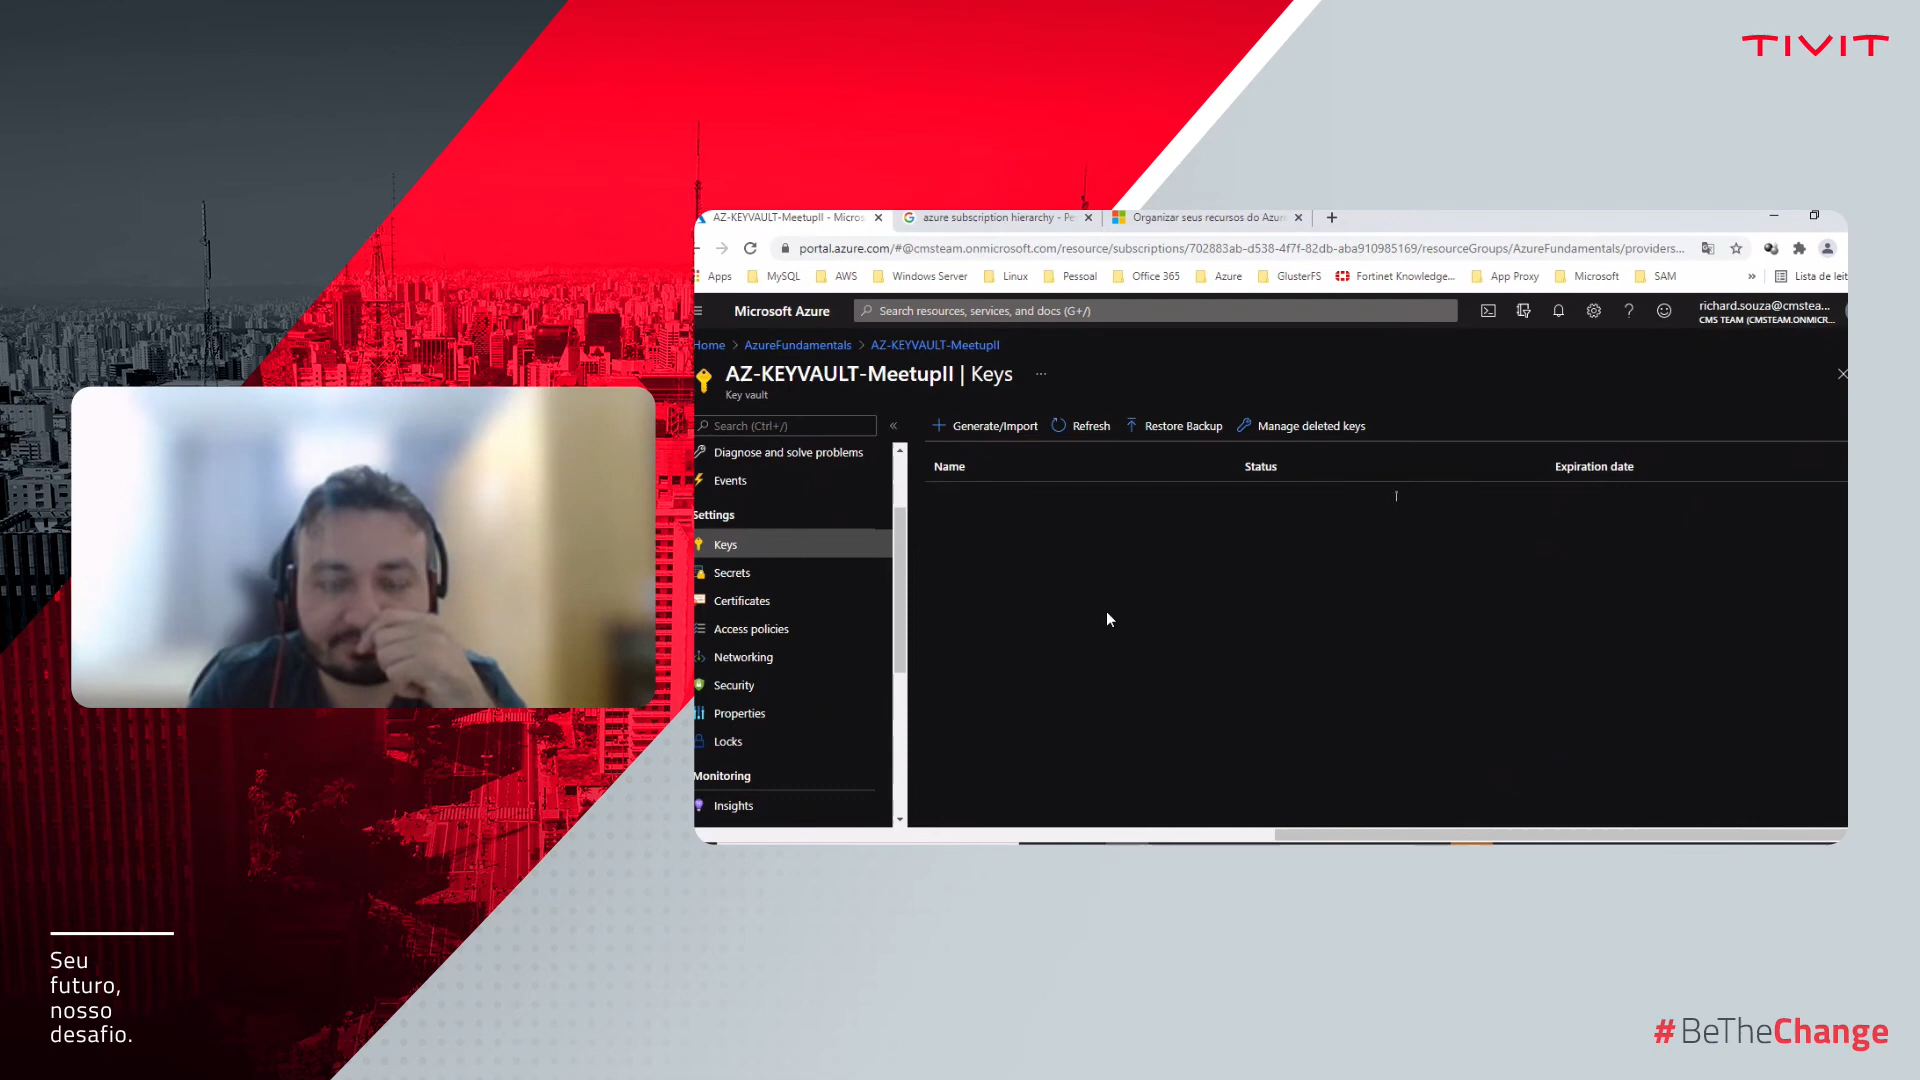 TIVIT
AZ-KEYVAULT-MeetupII - Micros
azure subscription hierarchy - Pe
Organizar seus recursos do Azur
portal.azure.com/#@cmsteam.onmicrosoft.com/resource/subscriptions/702883ab-d538-4f7f-82db-aba910985169/resourceGroups/AzureFundamentals/providers...
Apps MySQL AWS Windows Server Linux Pessoal Office 365 Azure GlusterFS Fortinet Knowledge... App Proxy Microsoft SAM » Lista de leit
Microsoft Azure
Search resources, services, and docs (G+/)
richard.souza@cmstea...
CMS TEAM (CMSTEAM.ONMICR...
Home > AzureFundamentals > AZ-KEYVAULT-MeetupII
AZ-KEYVAULT-MeetupII | Keys ...
Key vault
Search (Ctrl+/) «
Generate/Import Refresh Restore Backup Manage deleted keys
Diagnose and solve problems
Events
Settings
Keys
Secrets
Certificates
Access policies
Networking
Security
Properties
Locks
Monitoring
Insights
Name Status Expiration date
Seu
futuro,
nosso
desafio.
#BeTheChange